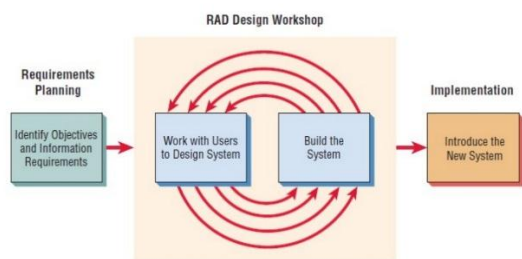 RAD Design Workshop
Requirements
Planning
Identify Objectives
and Information
Requirements
Work with Users
to Design System
Build the
System
Implementation
Introduce the
New System